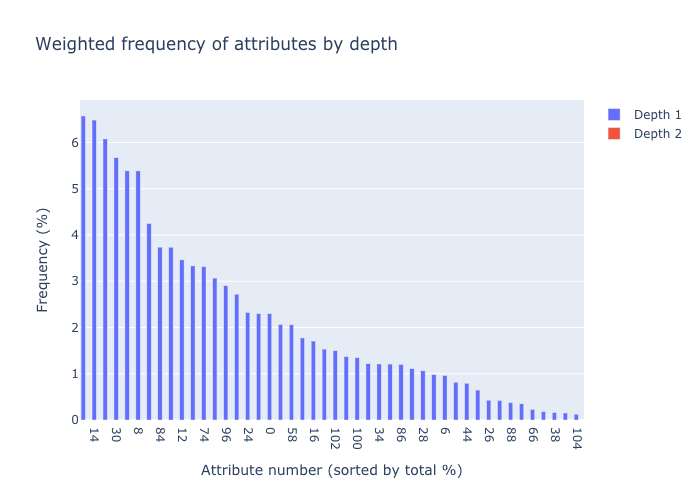 Weighted frequency of attributes by depth
Depth 1
Depth 2
Frequency (%)
6
5
4
3
2
1
0
14 30 8 84 12 74 96 24 0 58 16 102 100 34 86 28 6 44 26 88 66 38 104
Attribute number (sorted by total %)